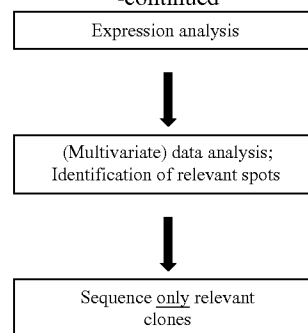 -continued
Expression analysis
(Multivariate) data analysis;
Identification of relevant spots
Sequence only relevant
clones